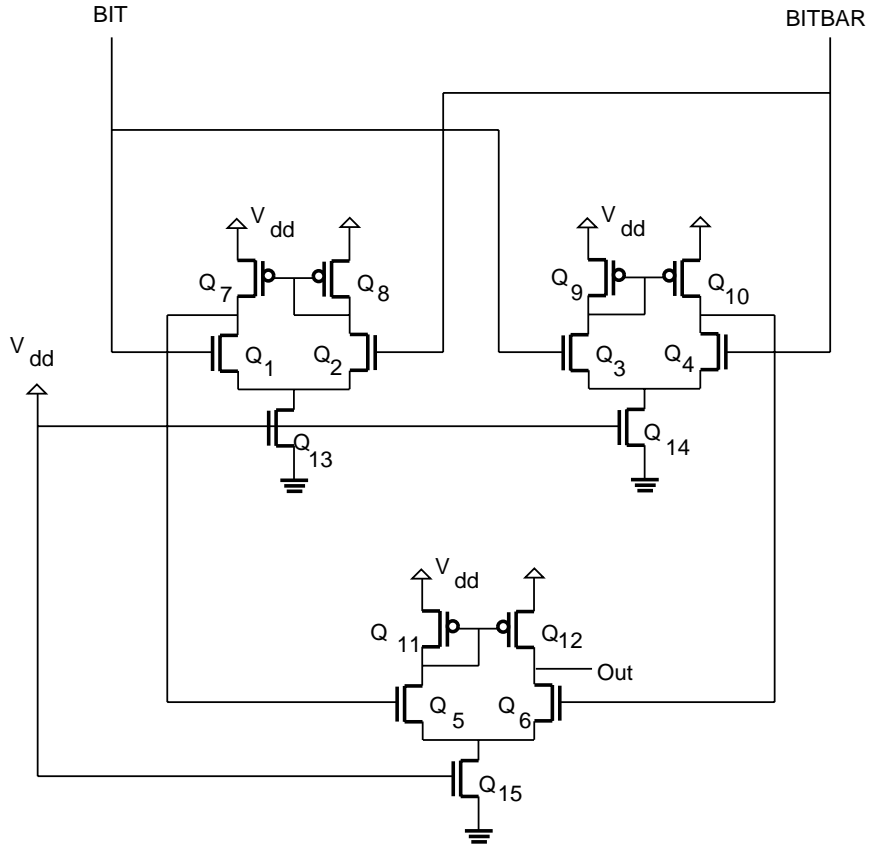 BIT
BITBAR
V dd
V dd
Q 7
Q 8
Q 9
Q 10
V dd
Q 1
Q 2
Q 3
Q 4
Q 13
Q 14
V dd
Q 11
Q 12
Out
Q 5
Q 6
Q 15